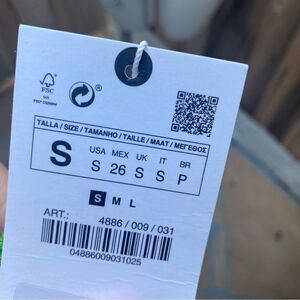 FSC
TALLA / SIZE / TAMANHO / TAILLE / MAAT / ΜΕΓΕΘΟΣ
S
USA MEX UK IT BR
S 26 S S P
S M L
ART.: 4886 / 009 / 031
04886009031025